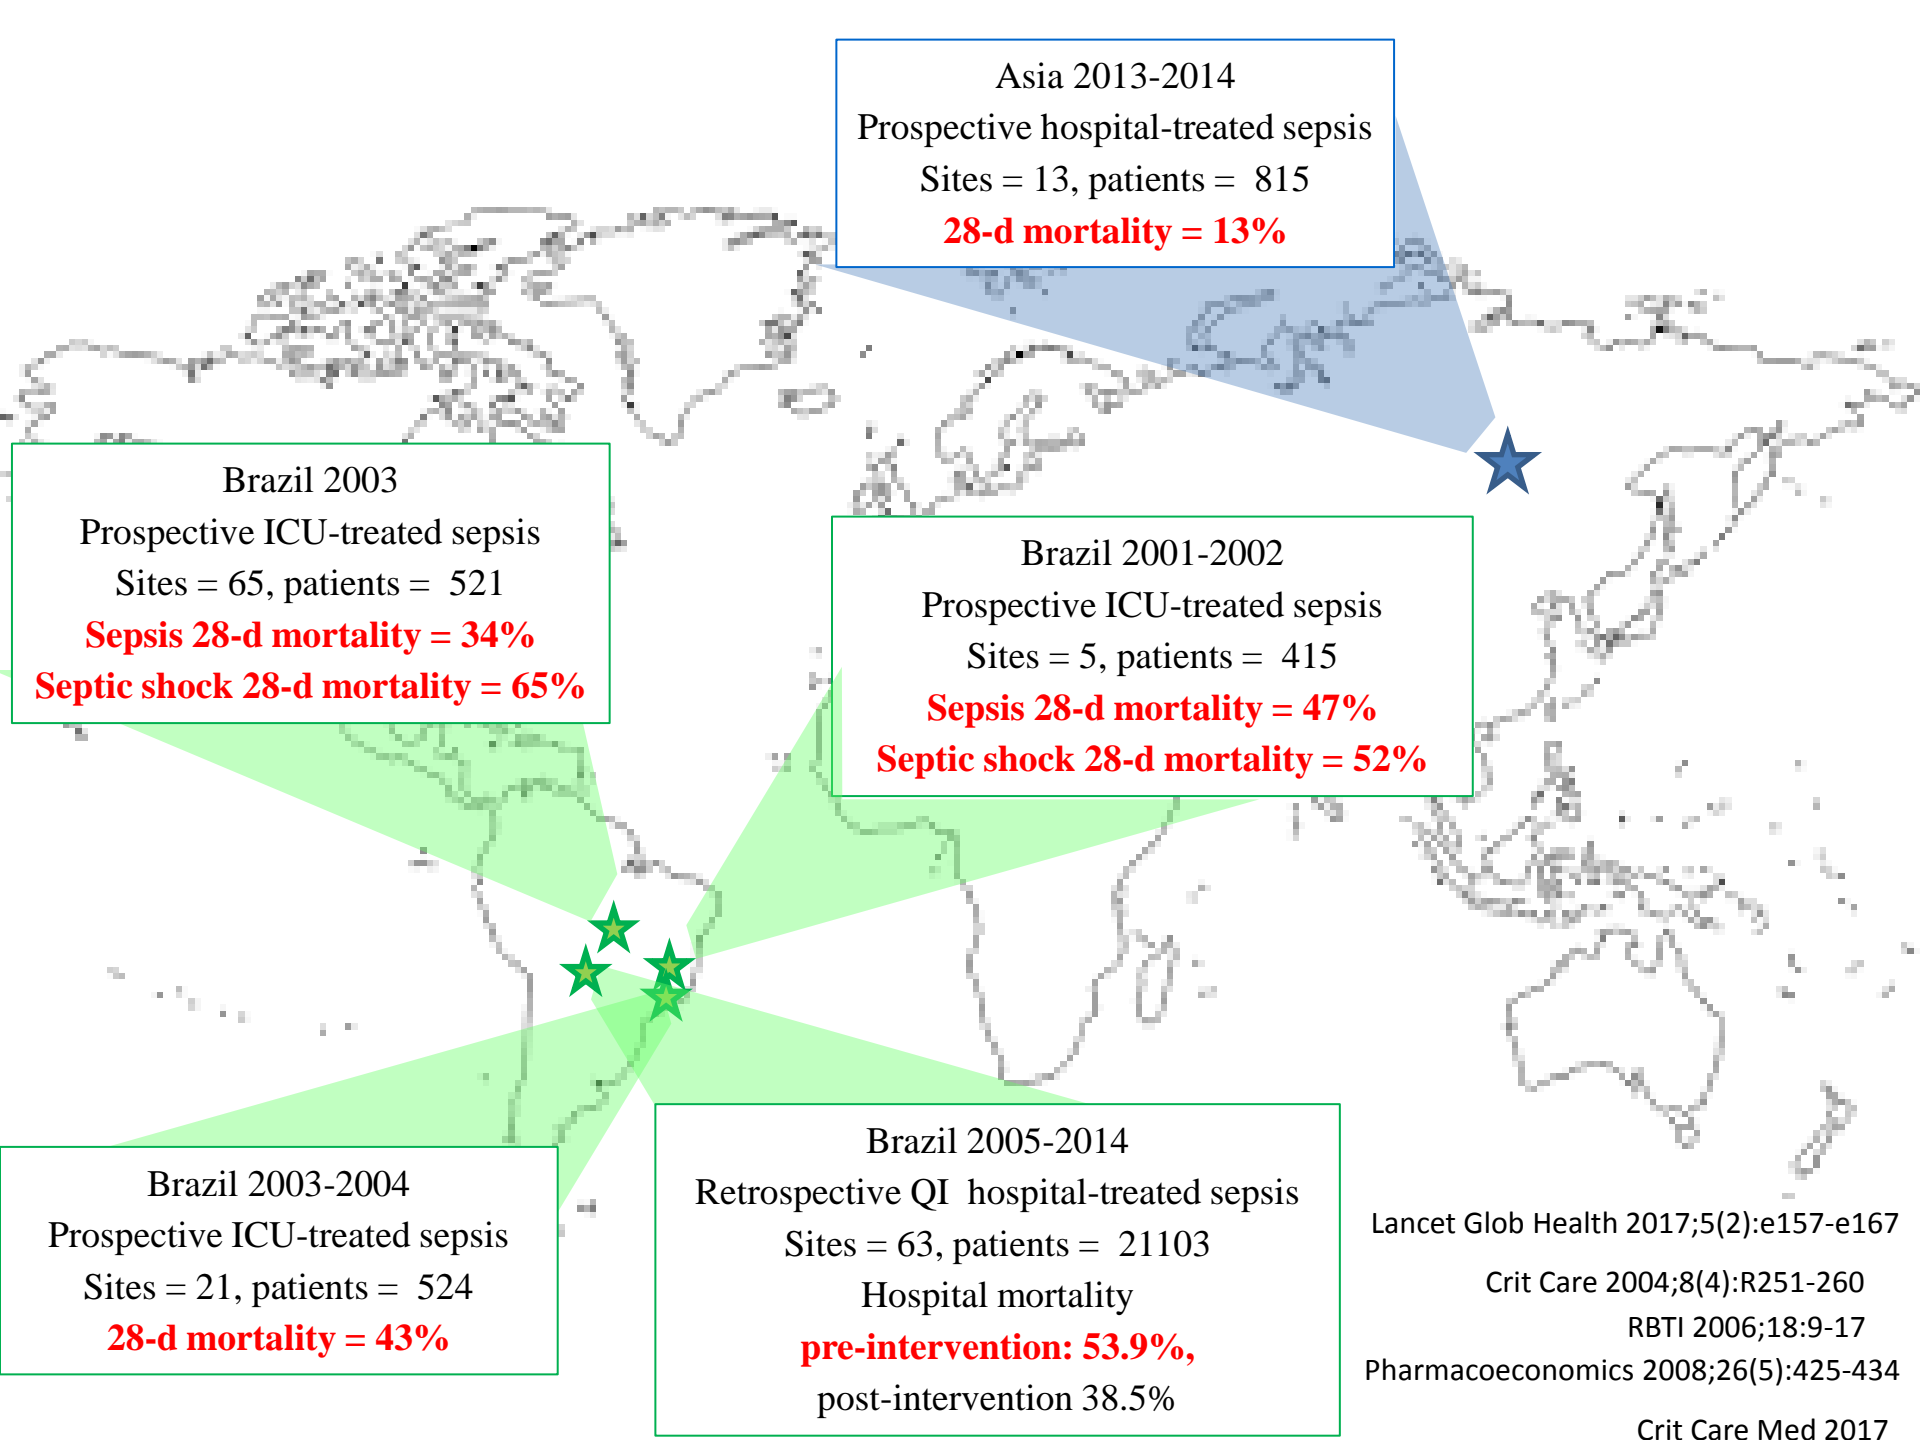 Asia 2013-2014
Prospective hospital-treated sepsis
Sites = 13, patients = 815
28-d mortality = 13%
Brazil 2003
Prospective ICU-treated sepsis
Sites = 65, patients = 521
Sepsis 28-d mortality = 34%
Septic shock 28-d mortality = 65%
Brazil 2001-2002
Prospective ICU-treated sepsis
Sites = 5, patients = 415
Sepsis 28-d mortality = 47%
Septic shock 28-d mortality = 52%
Brazil 2003-2004
Prospective ICU-treated sepsis
Sites = 21, patients = 524
28-d mortality = 43%
Brazil 2005-2014
Retrospective QI hospital-treated sepsis
Sites = 63, patients = 21103
Hospital mortality
pre-intervention: 53.9%,
post-intervention 38.5%
Lancet Glob Health 2017;5(2):e157-e167
Crit Care 2004;8(4):R251-260
RBTI 2006;18:9-17
Pharmacoeconomics 2008;26(5):425-434
Crit Care Med 2017